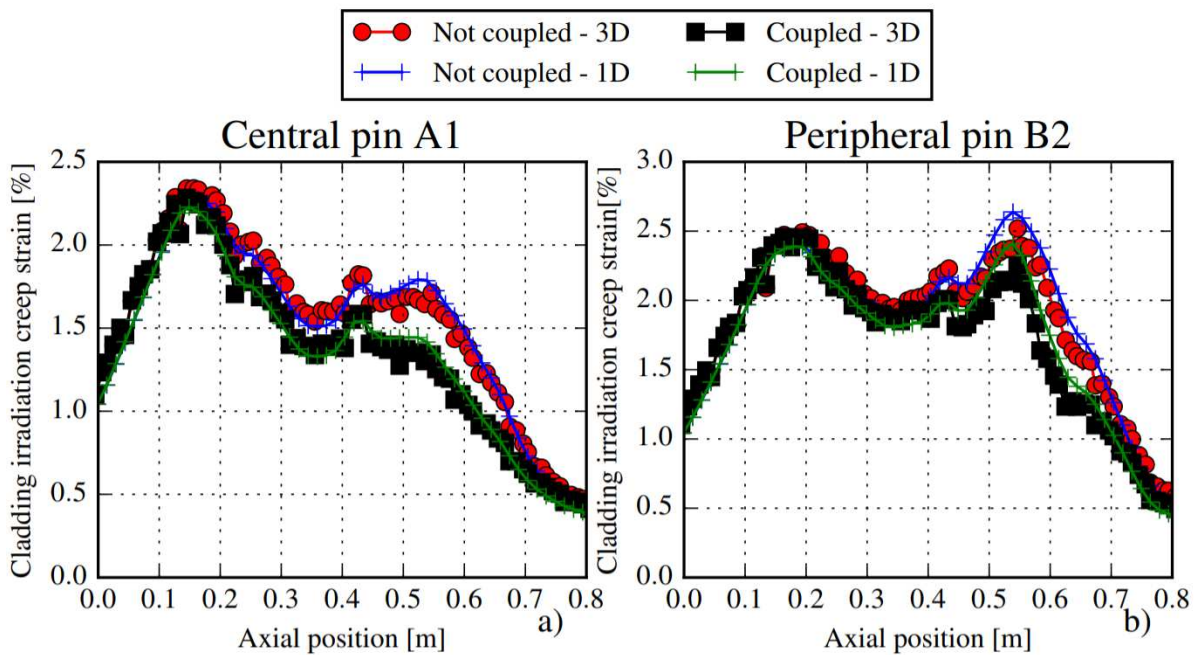 Not coupled - 3D
Coupled - 3D
Not coupled - 1D
Coupled - 1D
Central pin A1
Cladding irradiation creep strain [%]
2.5
2.0
1.5
1.0
0.5
0.0
0.0 0.1 0.2 0.3 0.4 0.5 0.6 0.7 0.8
Axial position [m]
a)
Peripheral pin B2
Cladding irradiation creep strain[%]
3.0
2.5
2.0
1.5
1.0
0.5
0.0
0.0 0.1 0.2 0.3 0.4 0.5 0.6 0.7 0.8
Axial position [m]
b)